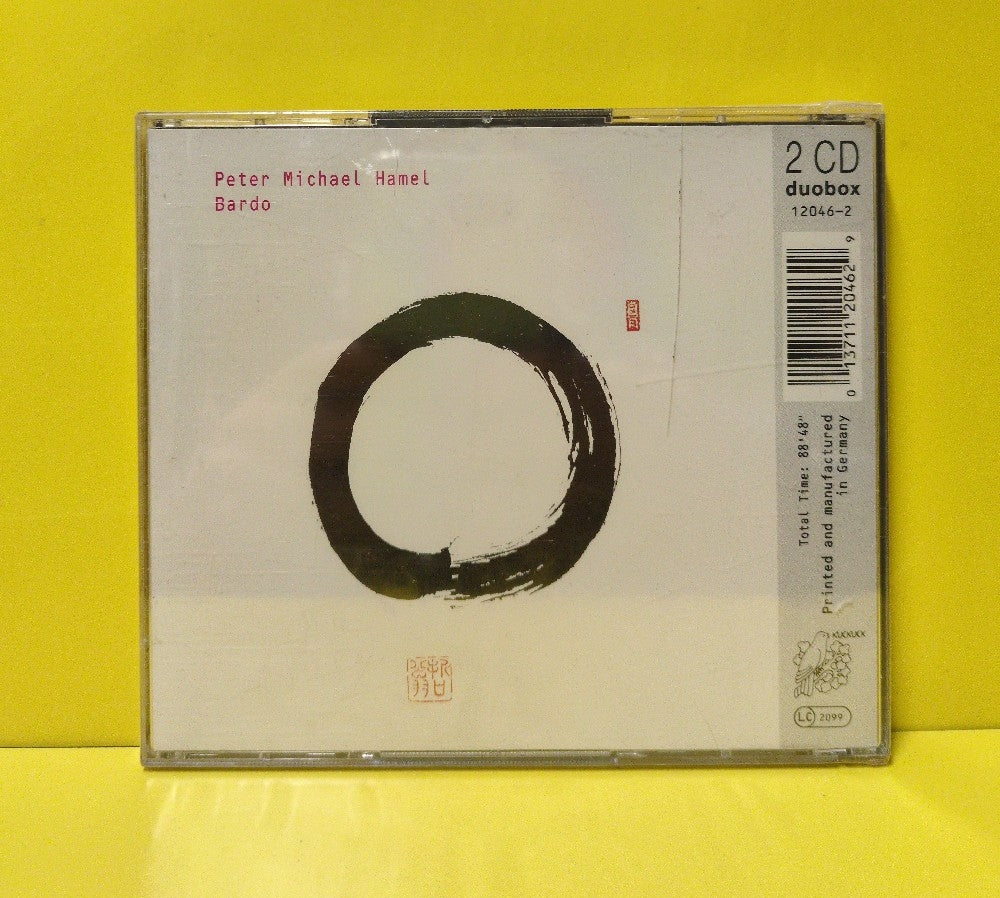 Peter Michael Hamel
Bardo
2 CD
duobox
12046-2
0 13711 20462 9
Total Time: 88'48"
Printed and manufactured
in Germany
KUCKUCK
LC 2099